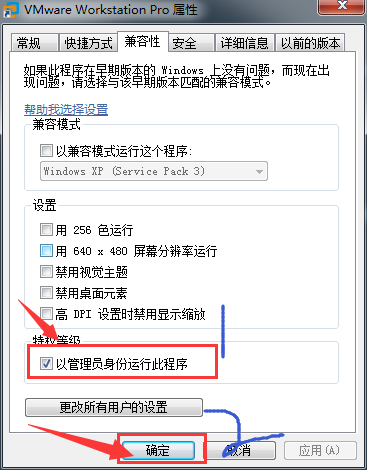 VMware Workstation Pro 属性
常规 快捷方式 兼容性 安全 详细信息 以前的版本
如果此程序在早期版本的 Windows 上没有问题，而现在出
现问题，请选择与该早期版本匹配的兼容模式。
帮助我选择设置
兼容模式
以兼容模式运行这个程序:
Windows XP (Service Pack 3)
设置
用 256 色运行
用 640 x 480 屏幕分辨率运行
禁用视觉主题
禁用桌面元素
高 DPI 设置时禁用显示缩放
特权等级
以管理员身份运行此程序
更改所有用户的设置
确定 取消 应用(A)